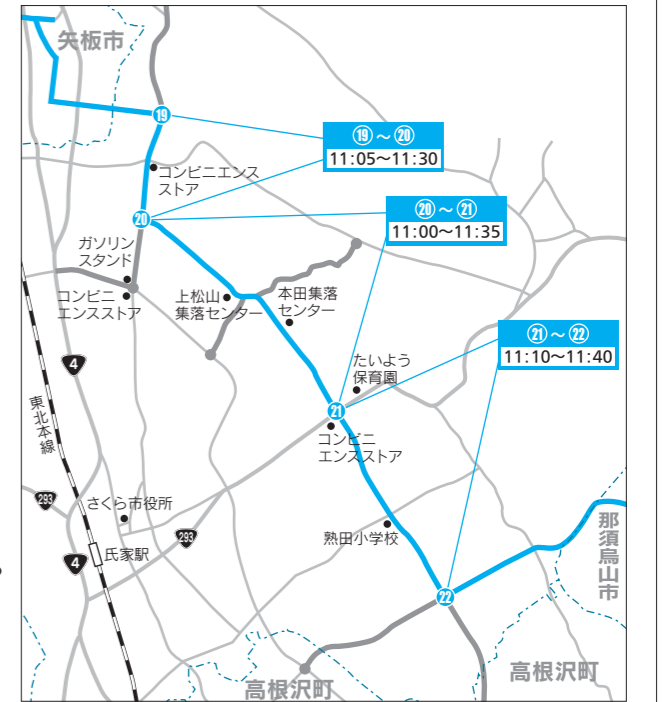 矢板市
⑲
⑲～⑳
11:05～11:30
コンビニエンス
ストア
⑳
⑳～㉑
11:00～11:35
ガソリン
スタンド
コンビニ
エンスストア
上松山
集落センター
本田集落
センター
㉑～㉒
11:10～11:40
4
たいよう
保育園
㉑
東北本線
コンビニ
エンスストア
293
さくら市役所
293
熟田小学校
那須烏山市
4
氏家駅
㉒
高根沢町
高根沢町